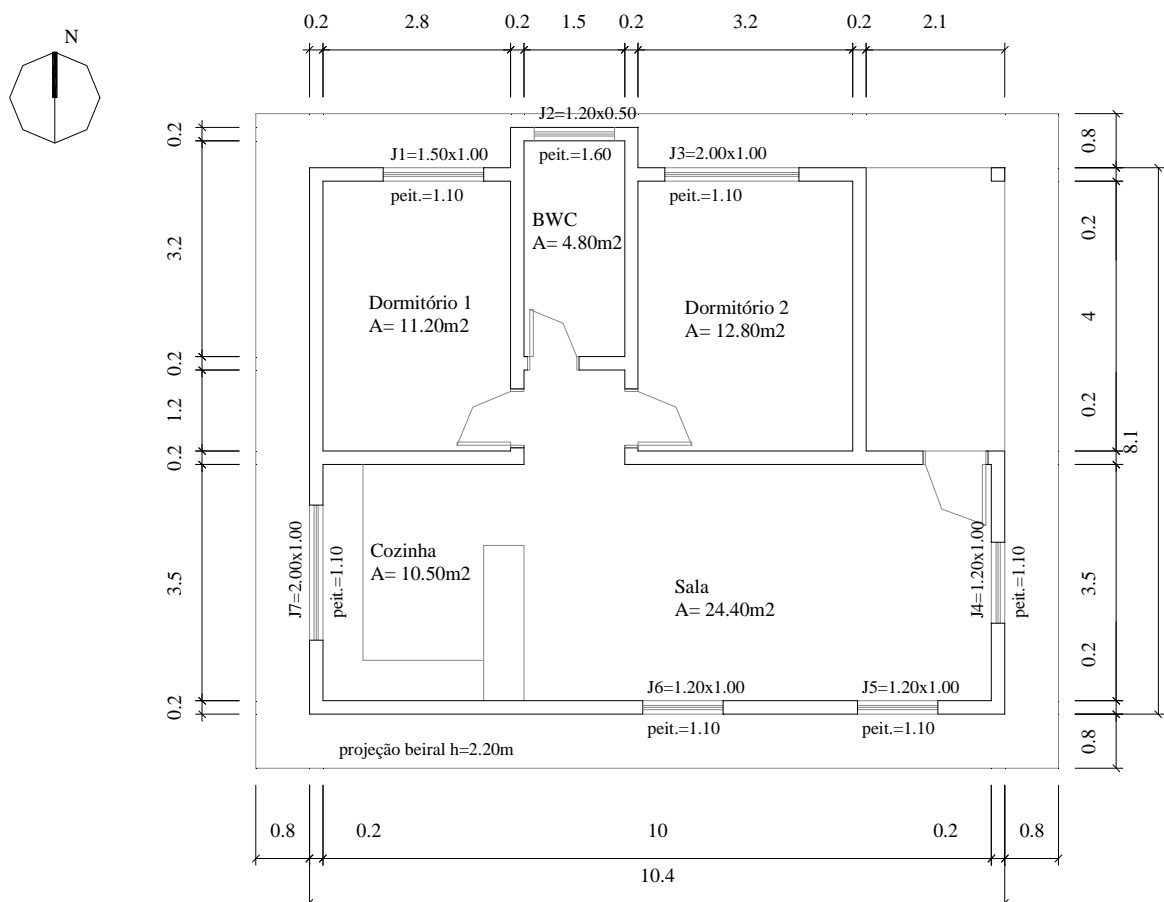 0.2 2.8 0.2 1.5 0.2 3.2 0.2 2.1
N
J2=1.20x0.50
peit.=1.60
J1=1.50x1.00
peit.=1.10
J3=2.00x1.00
peit.=1.10
0.2
3.2
0.2
1.2
0.2
3.5
0.2
BWC
A= 4.80m2
Dormitório 1
A= 11.20m2
Dormitório 2
A= 12.80m2
0.8
0.2
4
0.2
8.1
3.5
0.2
0.8
J7=2.00x1.00
peit.=1.10
Cozinha
A= 10.50m2
Sala
A= 24.40m2
J4=1.20x1.00
peit.=1.10
J6=1.20x1.00
peit.=1.10
J5=1.20x1.00
peit.=1.10
projeção beiral h=2.20m
0.8 0.2 10 0.2 0.8
10.4